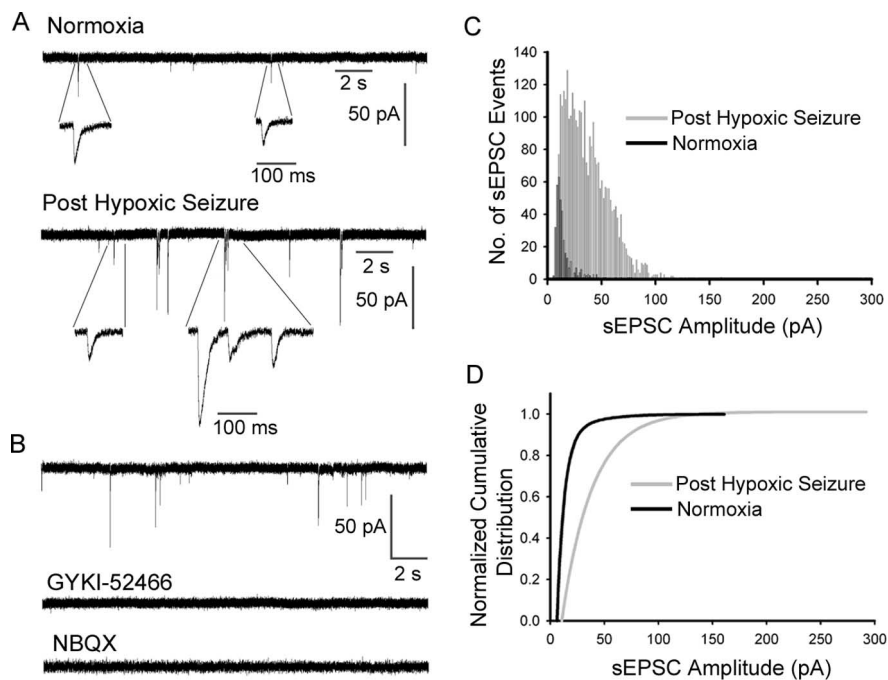 A
Normoxia
2 s
50 pA
100 ms
Post Hypoxic Seizure
2 s
50 pA
100 ms
B
50 pA
2 s
GYKI-52466
NBQX
C
No. of sEPSC Events
140
120
100
80
60
40
20
0
Post Hypoxic Seizure
Normoxia
0 50 100 150 200 250 300
sEPSC Amplitude (pA)
D
Normalized Cumulative
Distribution
1.0
0.8
0.6
0.4
0.2
0.0
Post Hypoxic Seizure
Normoxia
0 50 100 150 200 250 300
sEPSC Amplitude (pA)